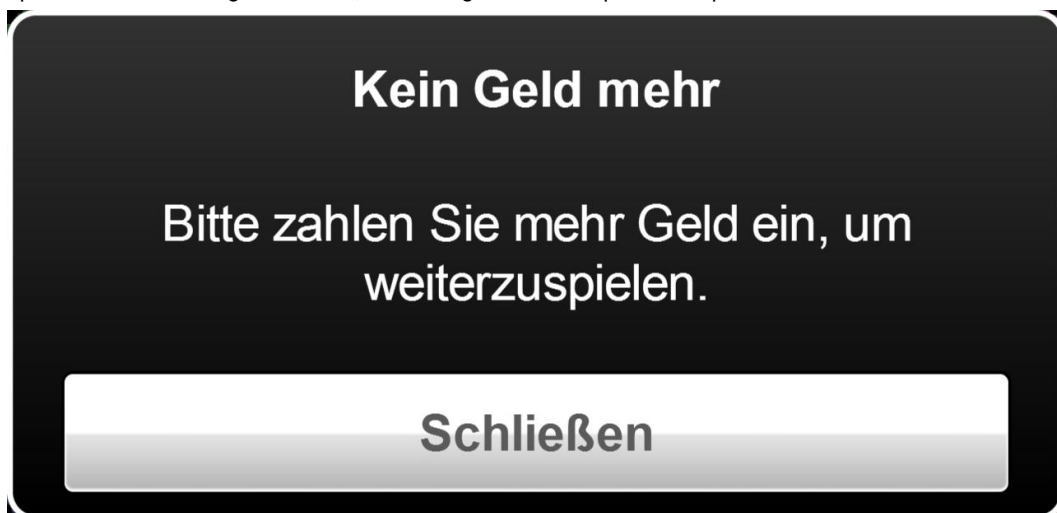 Kein Geld mehr
Bitte zahlen Sie mehr Geld ein, um
weiterzuspielen.
Schließen